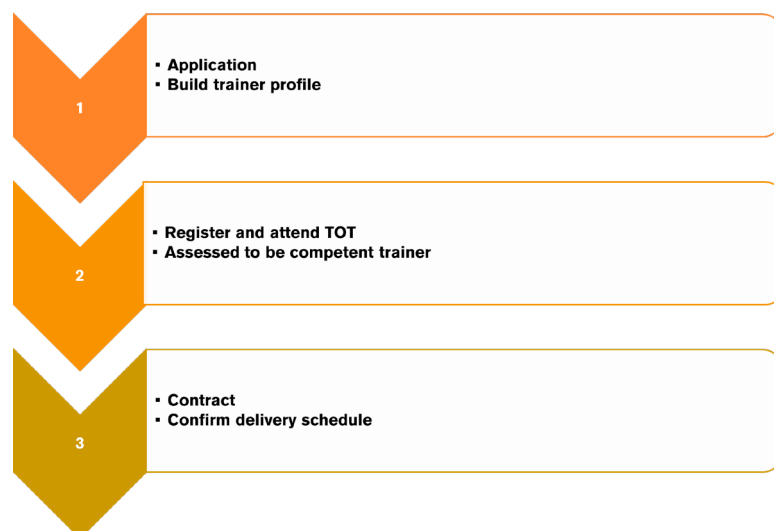 1
▪ Application
▪ Build trainer profile
2
▪ Register and attend TOT
▪ Assessed to be competent trainer
3
▪ Contract
▪ Confirm delivery schedule